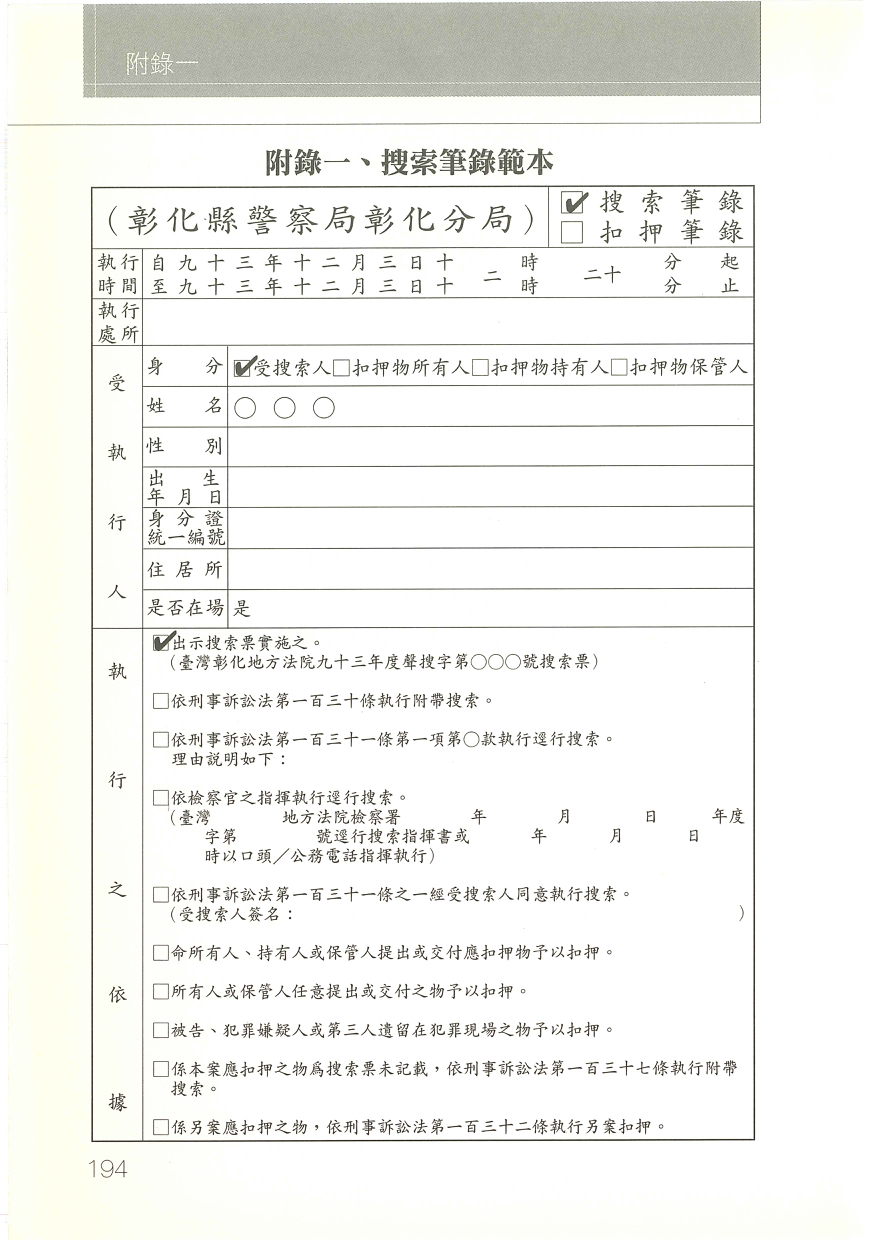 附錄一
附錄一、搜索筆錄範本
（彰化縣警察局彰化分局）
☑ 搜索筆錄
□ 扣押筆錄
執行時間
自九十三年十二月三日十二時二十分起
至九十三年十二月三日十二時二十分止
執行處所
受執行人
身分 ☑受搜索人□扣押物所有人□扣押物持有人□扣押物保管人
姓名 ○○○
性別
出生年月日
身分證統一編號
住居所
是否在場 是
執行之依據
☑出示搜索票實施之。
（臺灣彰化地方法院九十三年度聲搜字第○○○號搜索票）
□依刑事訴訟法第一百三十條執行附帶搜索。
□依刑事訴訟法第一百三十一條第一項第○款執行逕行搜索。
理由說明如下：
□依檢察官之指揮執行逕行搜索。
（臺灣 地方法院檢察署 年 月 日 年度
字第 號逕行搜索指揮書或 年 月 日
時以口頭／公務電話指揮執行）
□依刑事訴訟法第一百三十一條之一經受搜索人同意執行搜索。
（受搜索人簽名： ）
□命所有人、持有人或保管人提出或交付應扣押物予以扣押。
□所有人或保管人任意提出或交付之物予以扣押。
□被告、犯罪嫌疑人或第三人遺留在犯罪現場之物予以扣押。
□係本案應扣押之物為搜索票未記載，依刑事訴訟法第一百三十七條執行附帶
搜索。
□係另案應扣押之物，依刑事訴訟法第一百三十二條執行另案扣押。
194